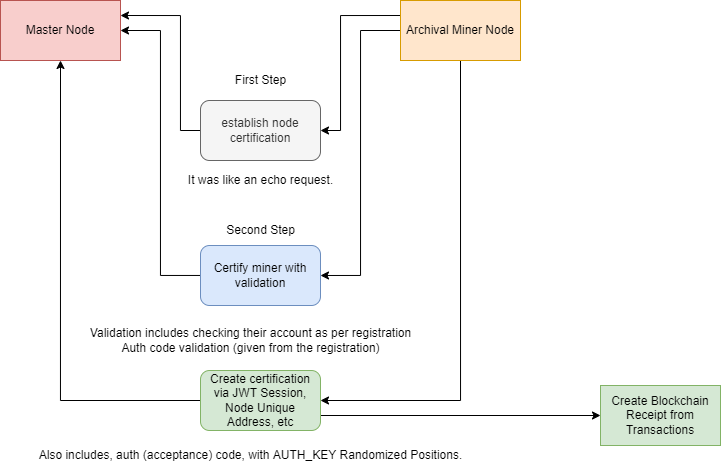 Master Node
Archival Miner Node
First Step
establish node
certification
It was like an echo request.
Second Step
Certify miner with
validation
Validation includes checking their account as per registration
Auth code validation (given from the registration)
Create certification
via JWT Session,
Node Unique
Address, etc
Create Blockchain
Receipt from
Transactions
Also includes, auth (acceptance) code, with AUTH_KEY Randomized Positions.